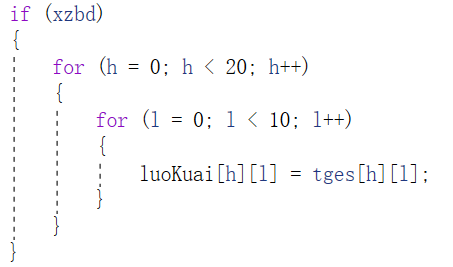 if (xzbd)
{
for (h = 0; h < 20; h++)
{
for (l = 0; l < 10; l++)
{
luoKuai[h][l] = tges[h][l];
}
}
}